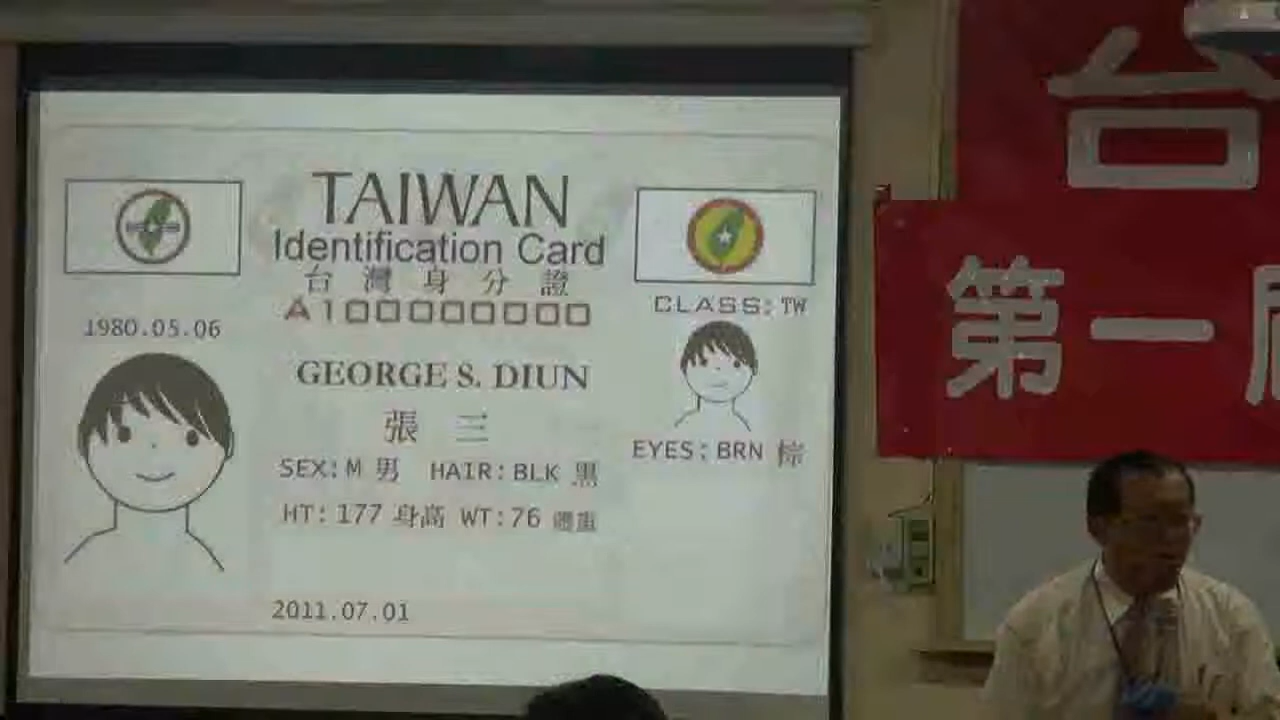 TAIWAN
Identification Card
台灣身分證
A100000000
1980.05.06
CLASS: TW
GEORGE S. DIUN
張 三
EYES: BRN 棕
SEX: M 男 HAIR: BLK 黑
HT: 177 身高 WT: 76 體重
2011.07.01
台
第一屆